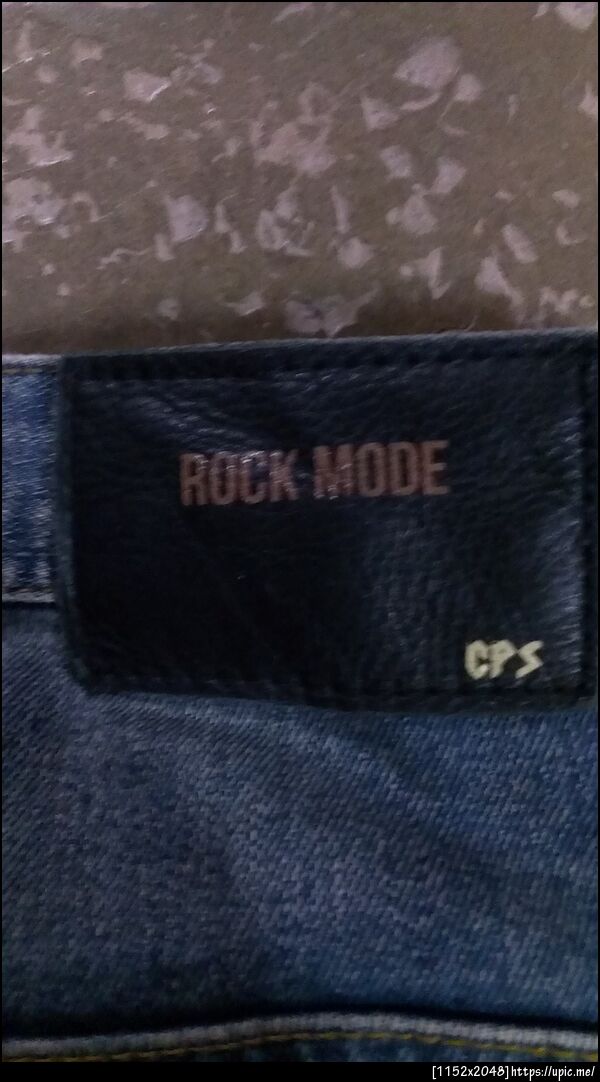 ROCK MODE
CPS
[1152x2048]https://upic.me/